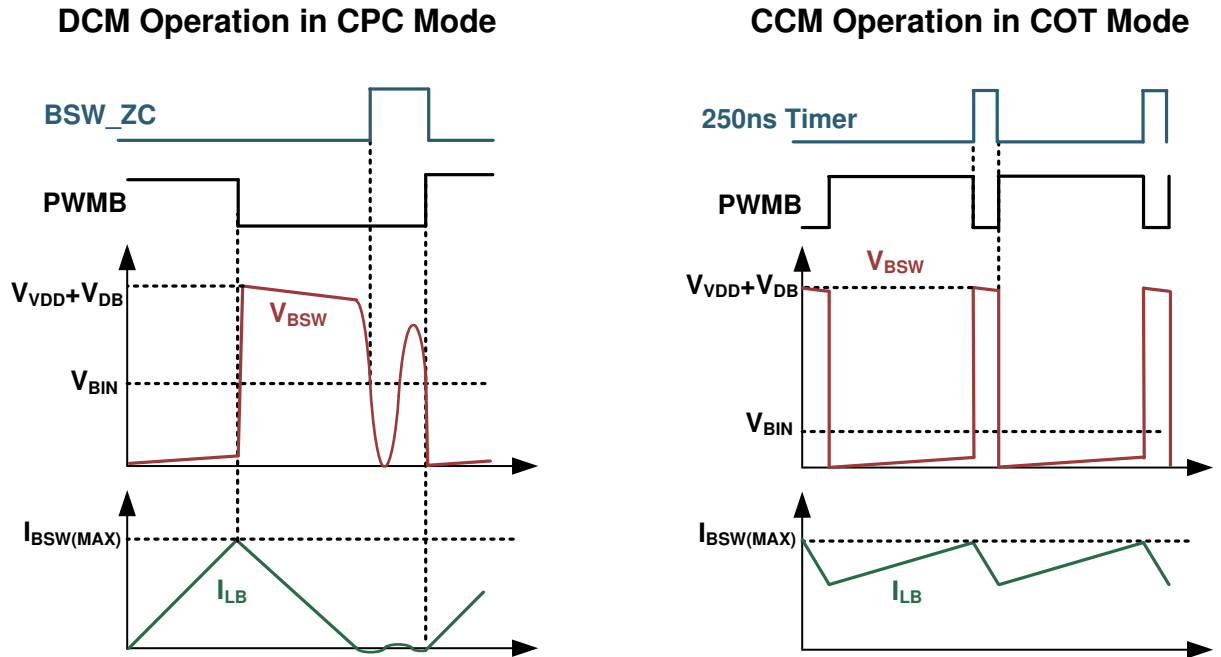 DCM Operation in CPC Mode
BSW_ZC
PWMB
VVDD+VDB
VBSW
VBIN
IBSW(MAX)
ILB
CCM Operation in COT Mode
250ns Timer
PWMB
VBSW
VVDD+VDB
VBIN
IBSW(MAX)
ILB